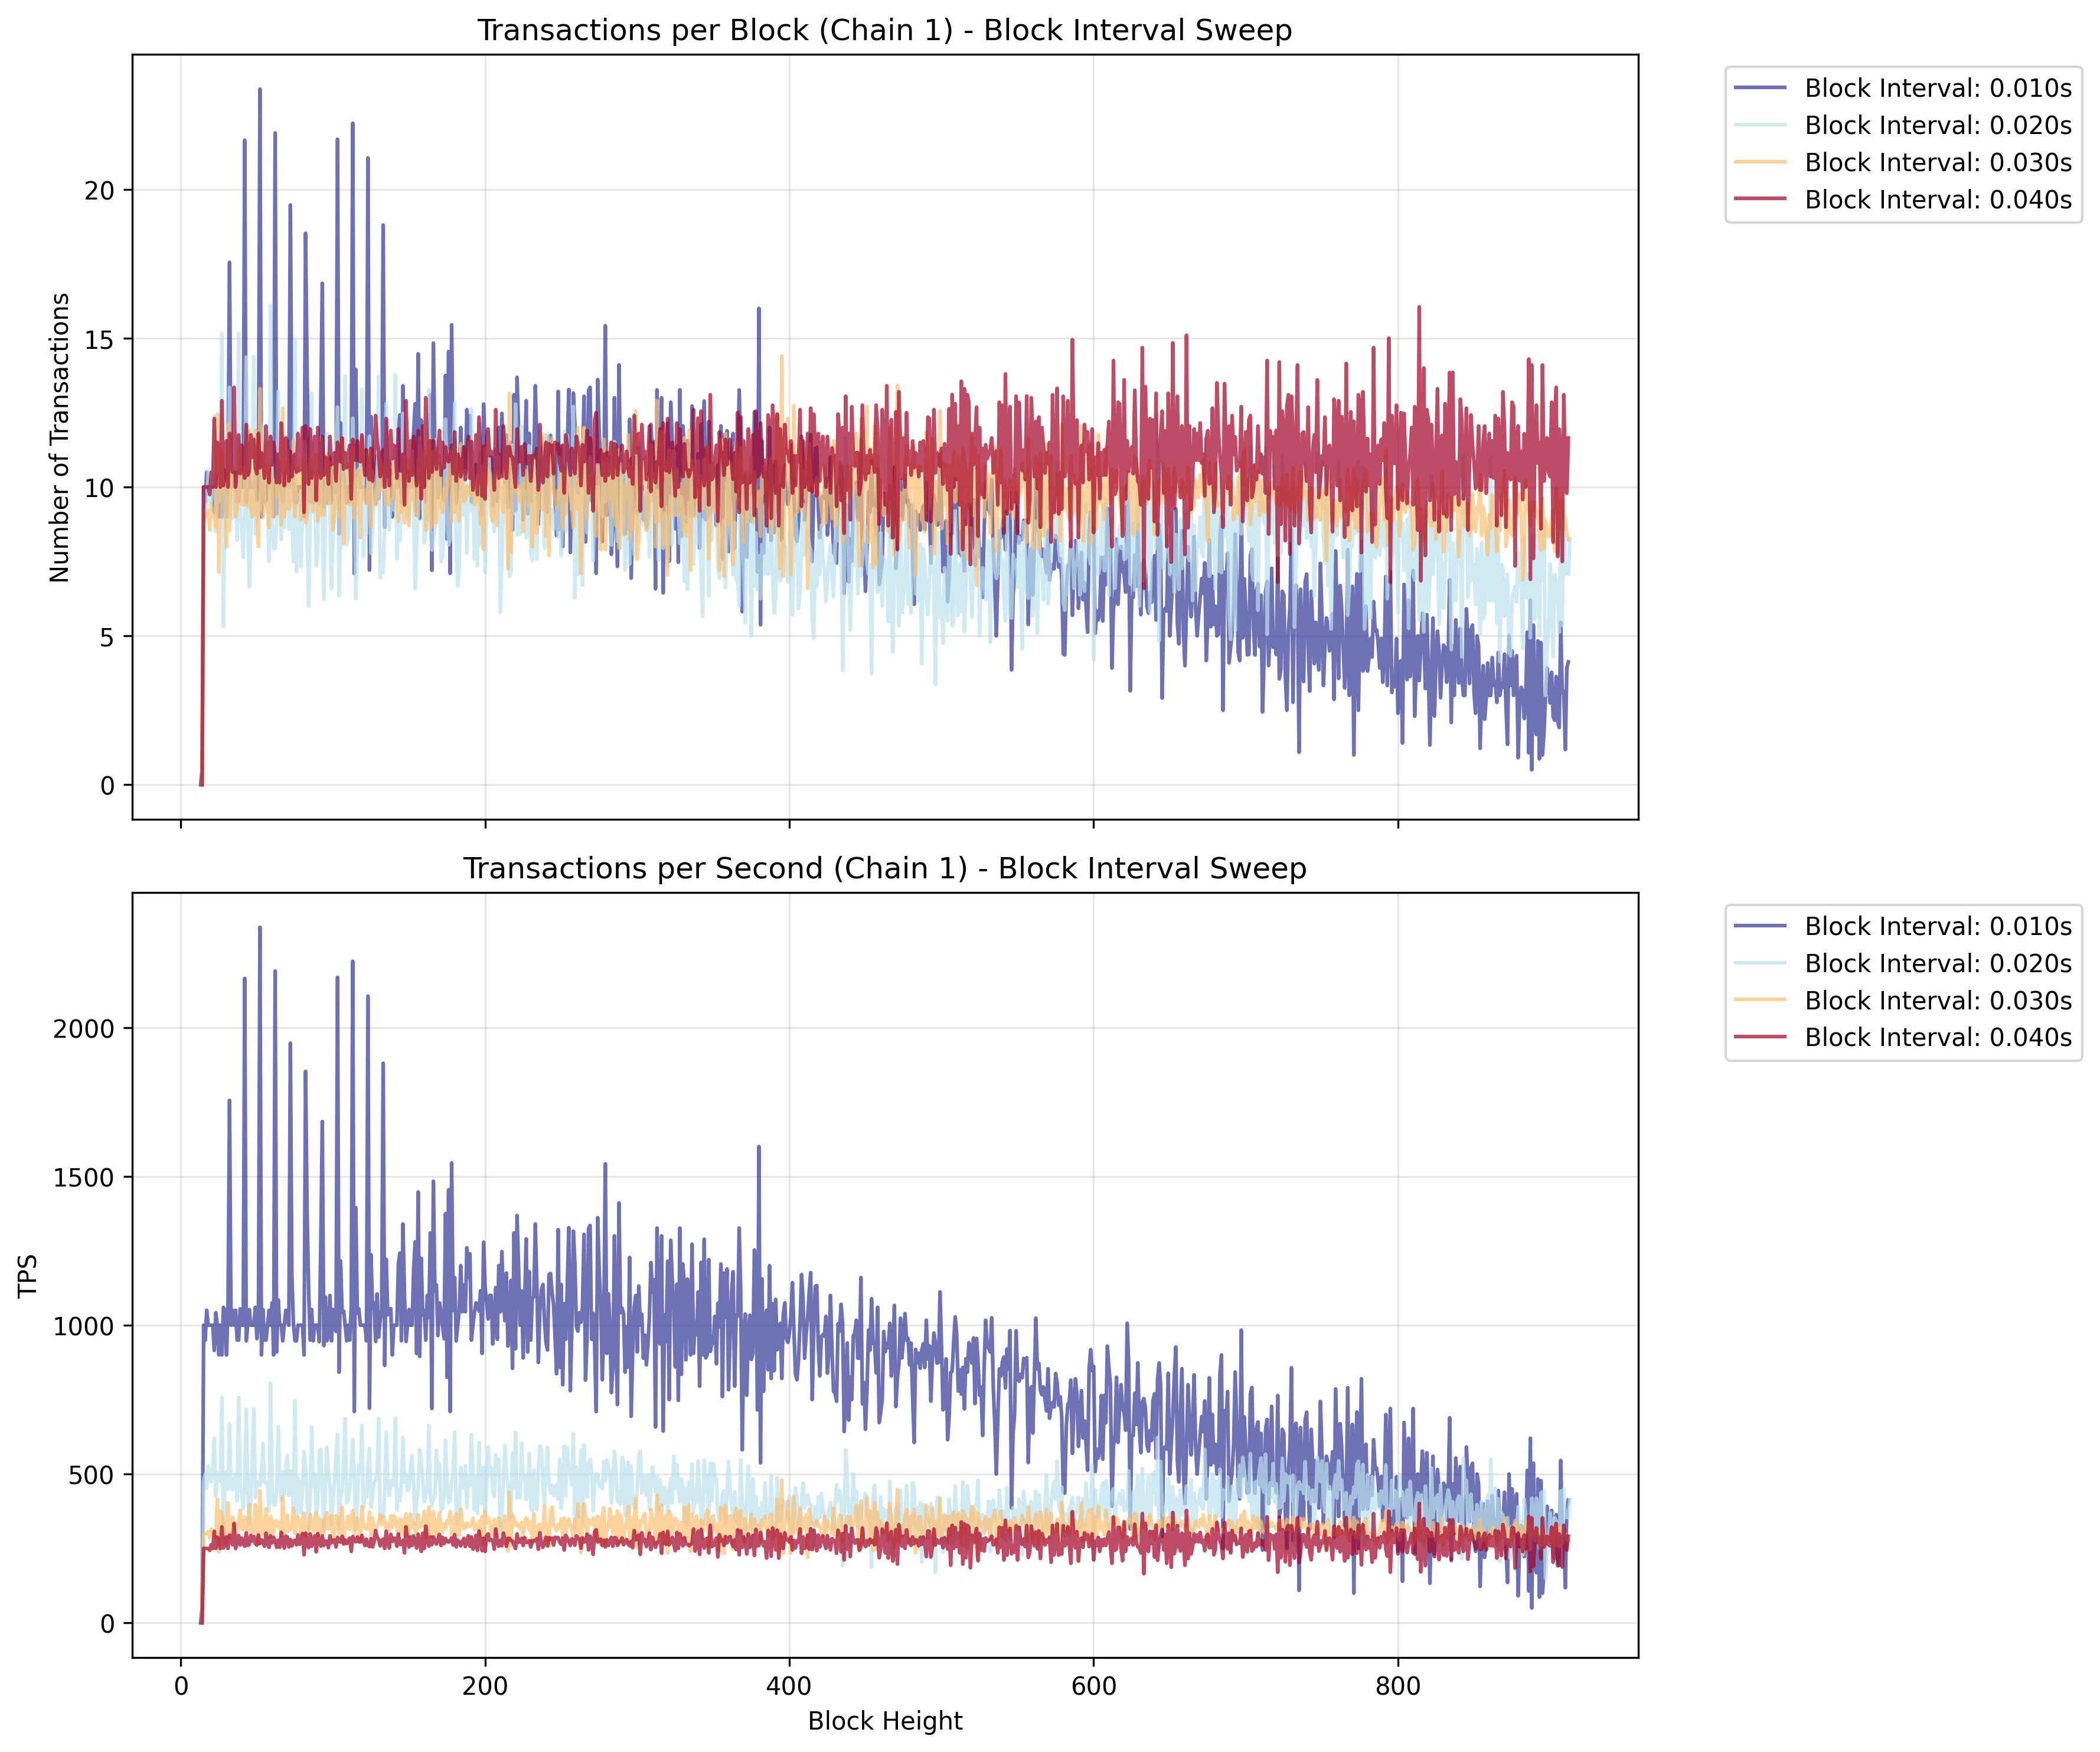 Transactions per Block (Chain 1) - Block Interval Sweep
Number of Transactions
20
15
10
5
0
Block Interval: 0.010s
Block Interval: 0.020s
Block Interval: 0.030s
Block Interval: 0.040s
Transactions per Second (Chain 1) - Block Interval Sweep
TPS
2000
1500
1000
500
0
0 200 400 600 800
Block Height
Block Interval: 0.010s
Block Interval: 0.020s
Block Interval: 0.030s
Block Interval: 0.040s